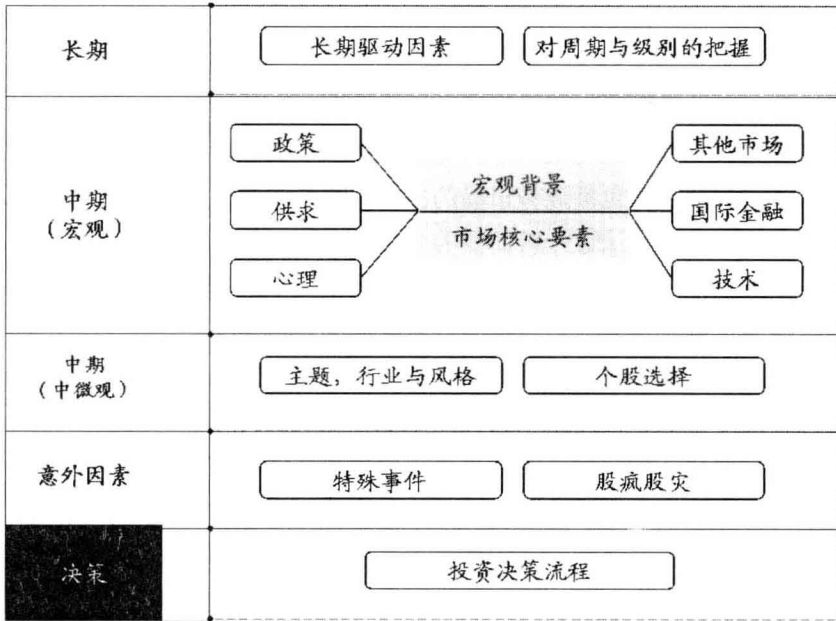 长期
长期驱动因素
对周期与级别的把握
中期
(宏观)
政策
供求
心理
宏观背景
市场核心要素
其他市场
国际金融
技术
中期
(中微观)
主题，行业与风格
个股选择
意外因素
特殊事件
股疯股灾
决策
投资决策流程